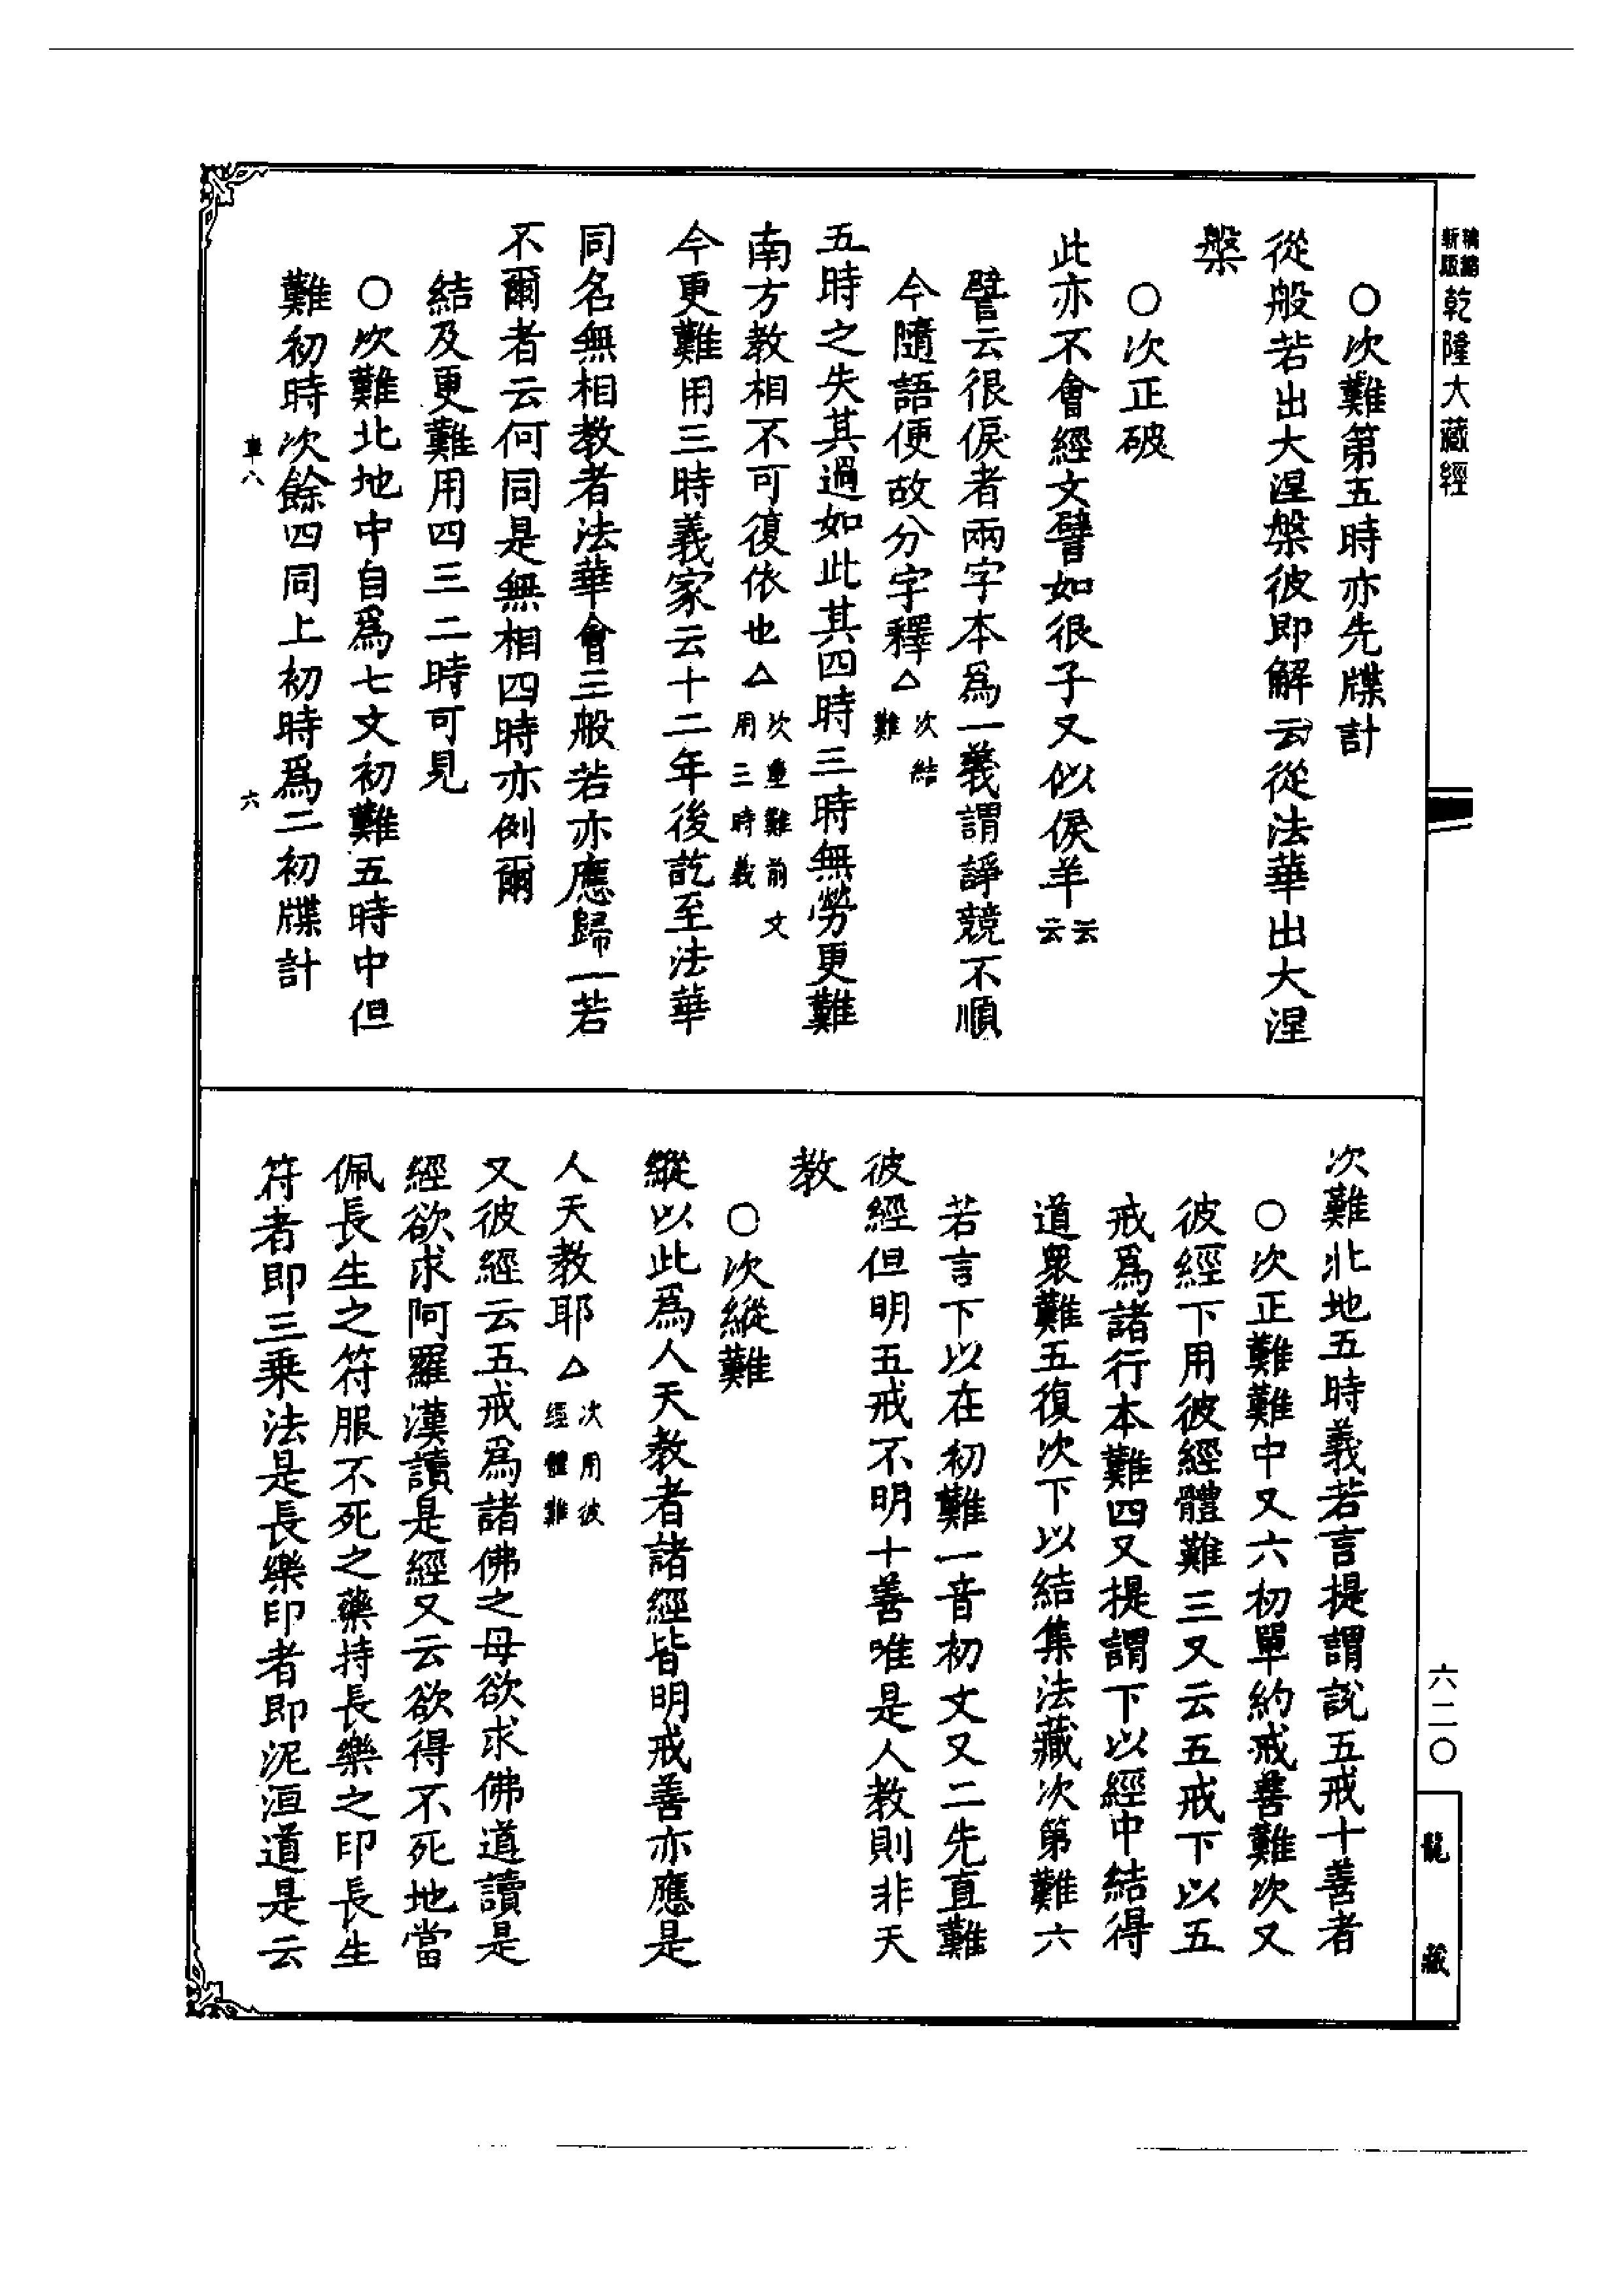 精縮
新版
乾隆大藏經
○次難第五時亦先牒計
從般若出大涅槃彼即解云從法華出大涅
槃
○次正破
此亦不會經文譬如很子又似㑨羊云云
譬云很㑨者兩字本為一義謂諍競不順
今隨語便故分字釋△次結難
五時之失其過如此其四時三時無勞更難
南方教相不可復依也△次重難前文用三時義
今更難用三時義家云十二年後訖至法華
同名無相教者法華會三般若亦應歸一若
不爾者云何同是無相四時亦例爾
結及更難用四三二時可見
○次難北地中自為七文初難五時中但
難初時次餘四同上初時為二初牒計
六
次難北地五時義若言提謂說五戒十善者
○次正難難中又六初單約戒善難次又
彼經下用彼經體難三又云五戒下以五
戒為諸行本難四又提謂下以經中結得
道衆難五復次下以結集法藏次第難六
若言下以在初難一音初文又二先直難
彼經但明五戒不明十善唯是人教則非天
教
○次縱難
縱以此為人天教者諸經皆明戒善亦應是
人天教耶△次用彼經體難
又彼經云五戒為諸佛之母欲求佛道讀是
經欲求阿羅漢讀是經又云欲得不死地當
佩長生之符服不死之藥持長樂之印長生
符者即三乘法是長樂印者即泥洹道是云
六二〇
龍藏